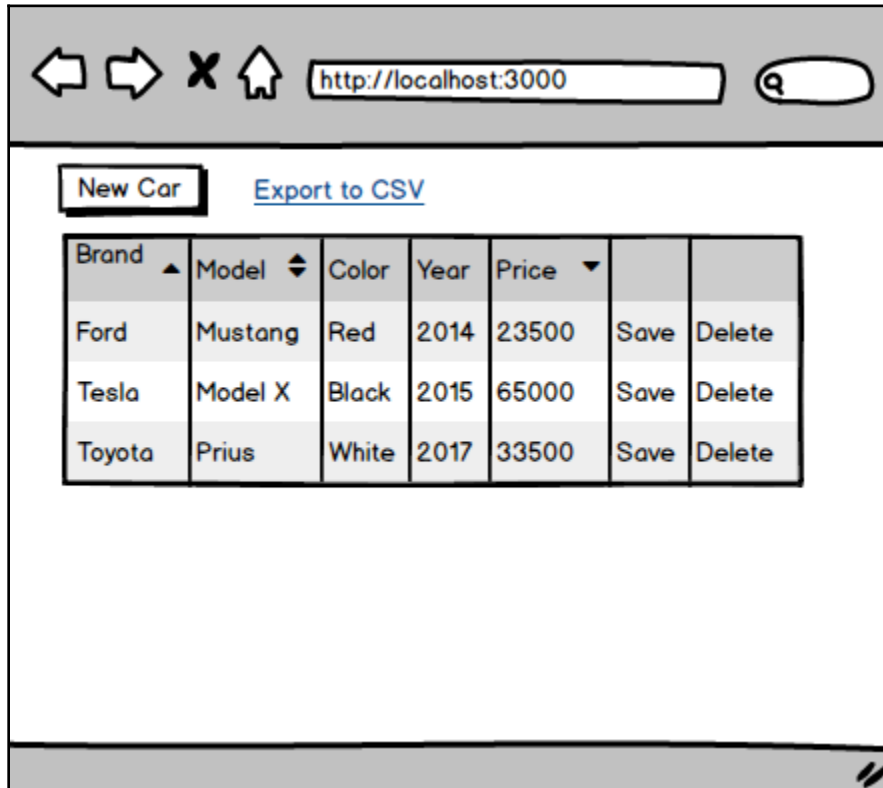 http://localhost:3000
New Car Export to CSV
Brand Model Color Year Price
Ford Mustang Red 2014 23500 Save Delete
Tesla Model X Black 2015 65000 Save Delete
Toyota Prius White 2017 33500 Save Delete